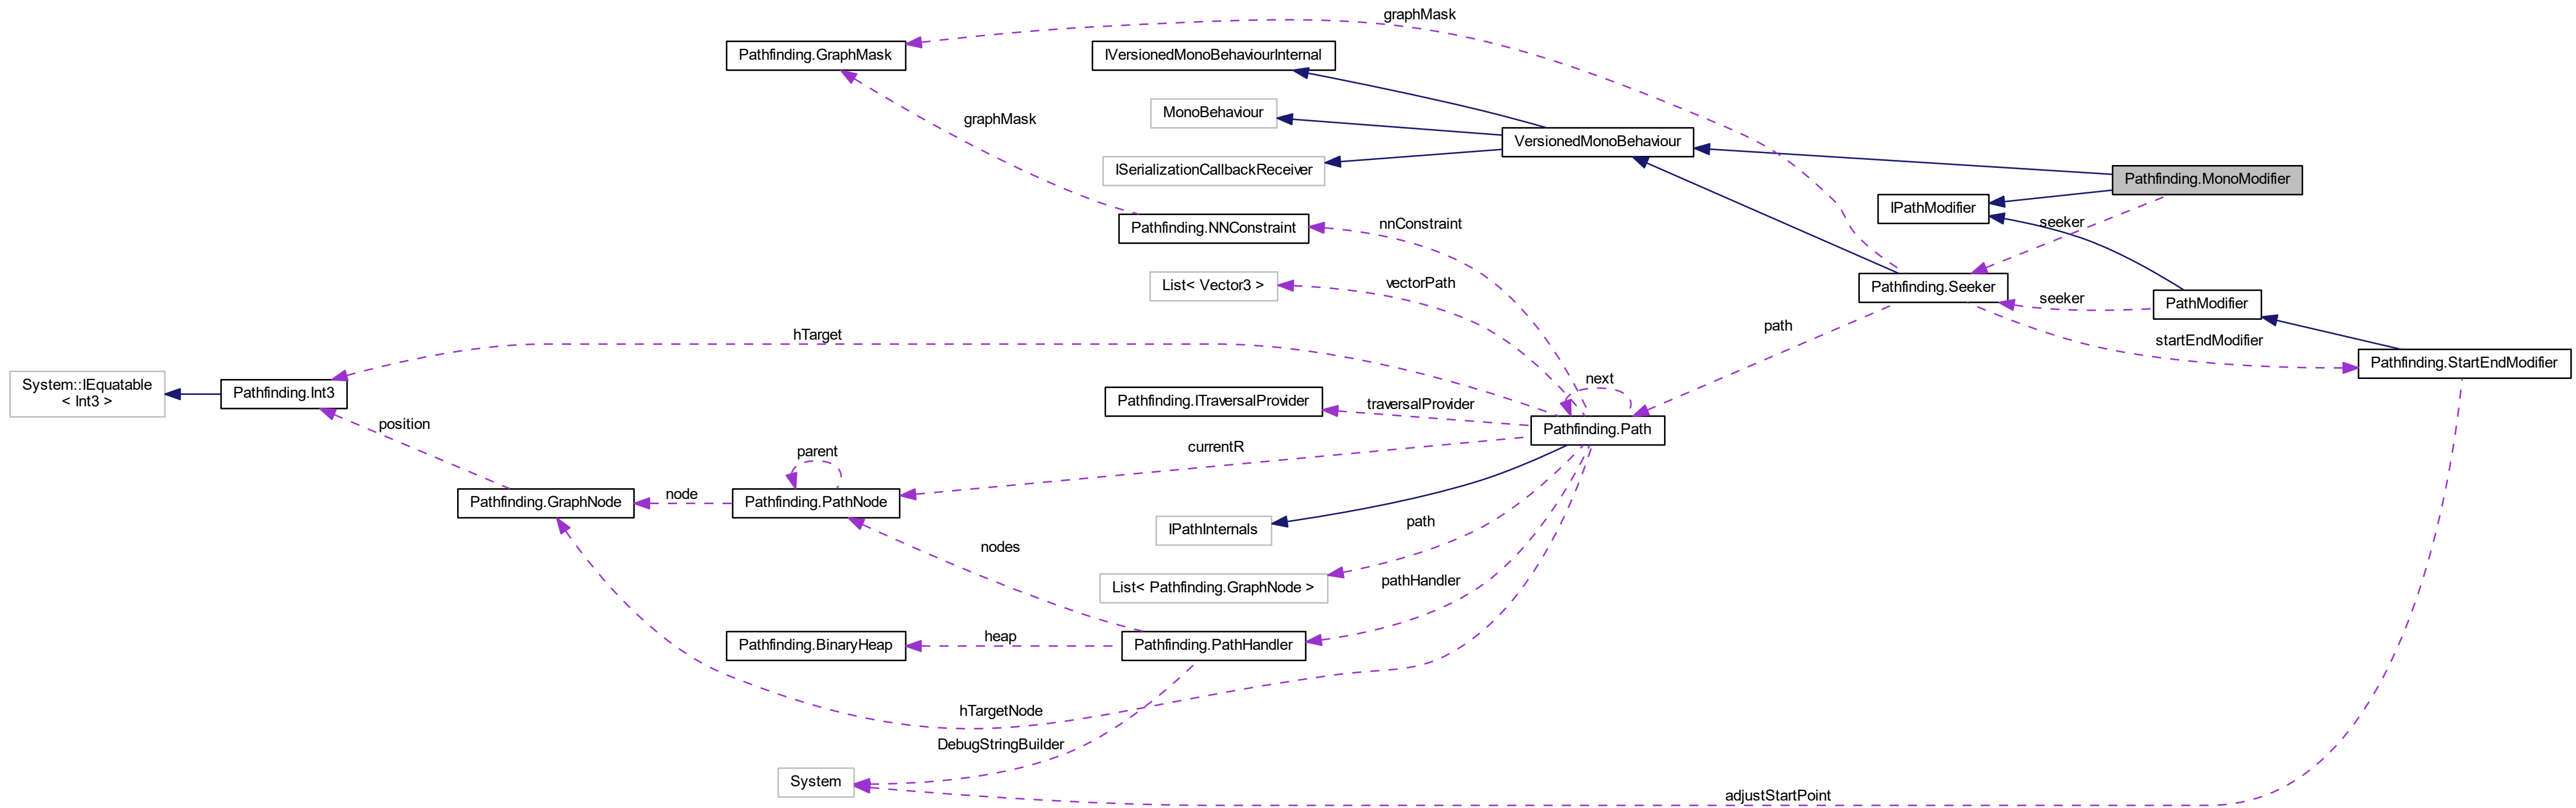 graphMask
Pathfinding.GraphMask
IVersionedMonoBehaviourInternal
MonoBehaviour
graphMask
VersionedMonoBehaviour
ISerializationCallbackReceiver
Pathfinding.MonoModifier
IPathModifier
seeker
nnConstraint
Pathfinding.NNConstraint
List< Vector3 >
vectorPath
Pathfinding.Seeker
seeker
PathModifier
hTarget
path
startEndModifier
Pathfinding.StartEndModifier
System::IEquatable
< Int3 >
Pathfinding.Int3
next
Pathfinding.ITraversalProvider
traversalProvider
position
Pathfinding.Path
currentR
parent
node
Pathfinding.GraphNode
Pathfinding.PathNode
IPathInternals
path
nodes
List< Pathfinding.GraphNode >
pathHandler
heap
Pathfinding.BinaryHeap
Pathfinding.PathHandler
hTargetNode
DebugStringBuilder
System
adjustStartPoint